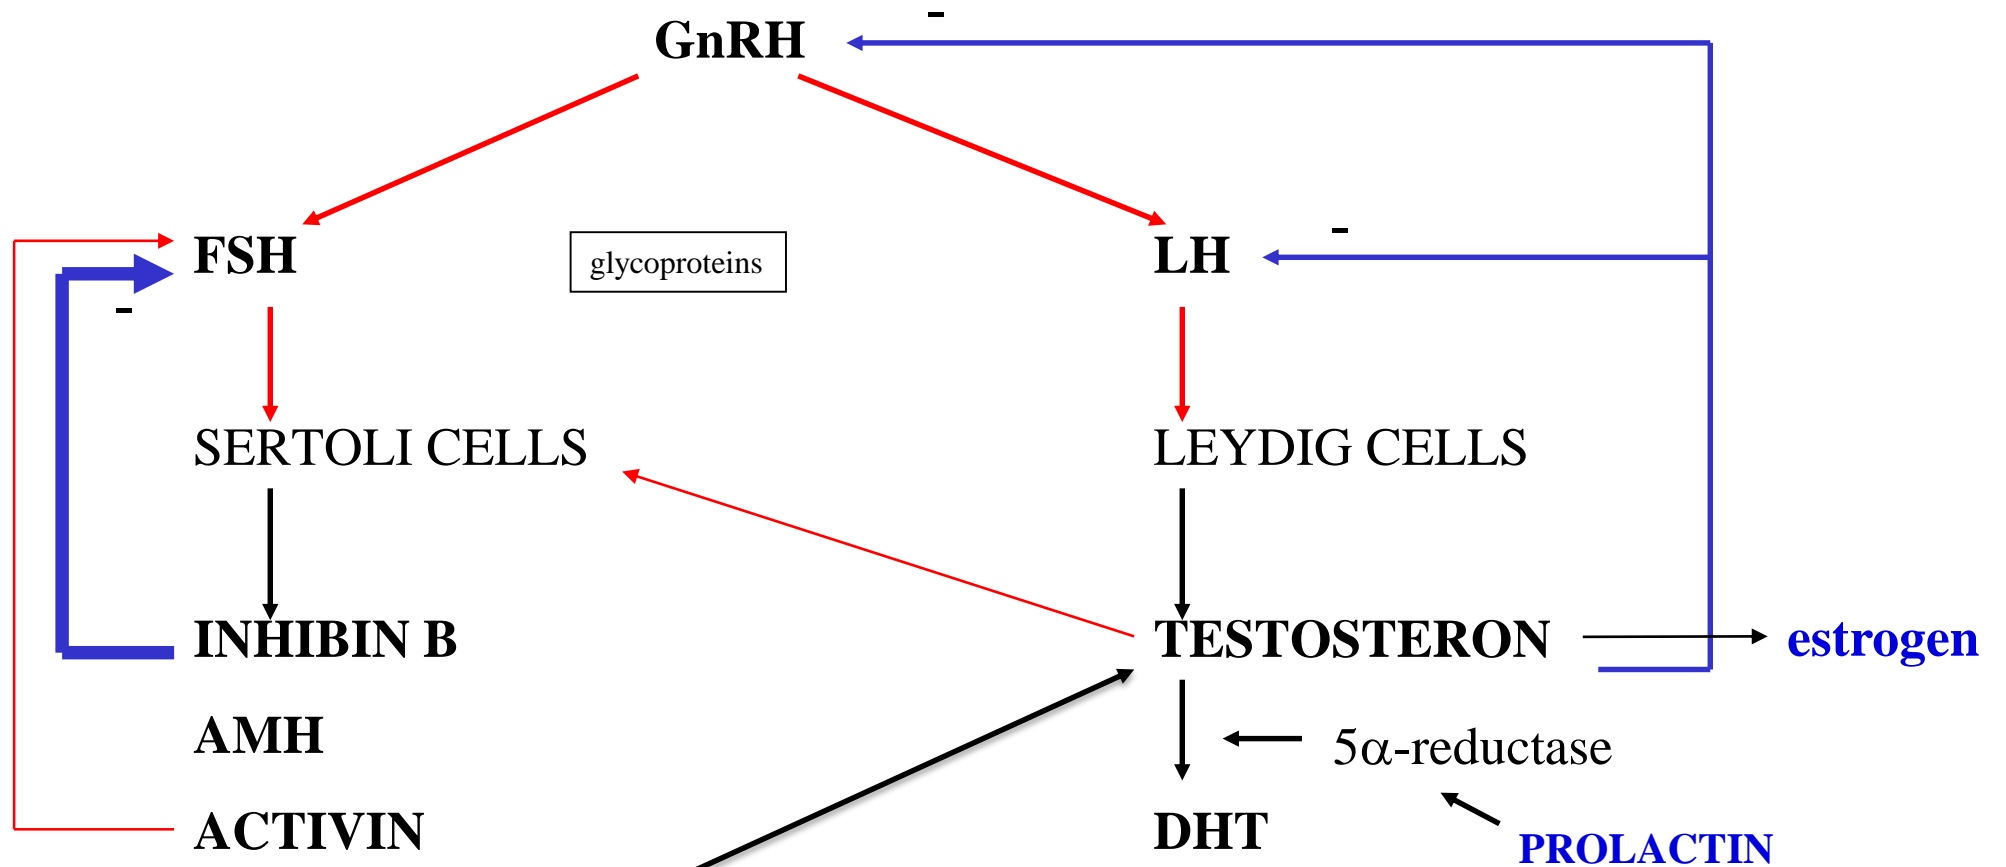 -
GnRH
FSH
glycoproteins
LH
-
-
SERTOLI CELLS
LEYDIG CELLS
INHIBIN B
TESTOSTERON
estrogen
AMH
5α-reductase
ACTIVIN
DHT
PROLACTIN